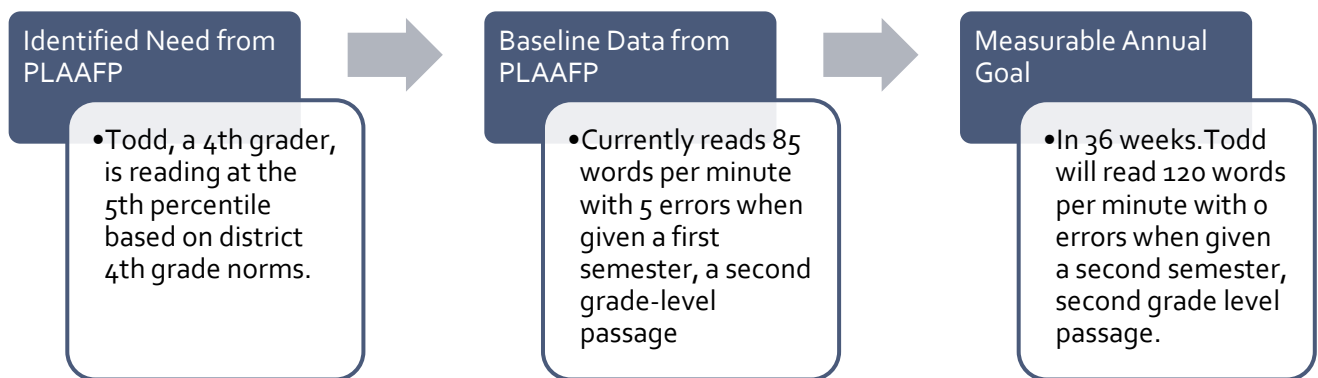 Identified Need from
PLAAFP
•Todd, a 4th grader,
is reading at the
5th percentile
based on district
4th grade norms.
Baseline Data from
PLAAFP
•Currently reads 85
words per minute
with 5 errors when
given a first
semester, a second
grade-level
passage
Measurable Annual
Goal
•In 36 weeks.Todd
will read 120 words
per minute with 0
errors when given
a second semester,
second grade level
passage.